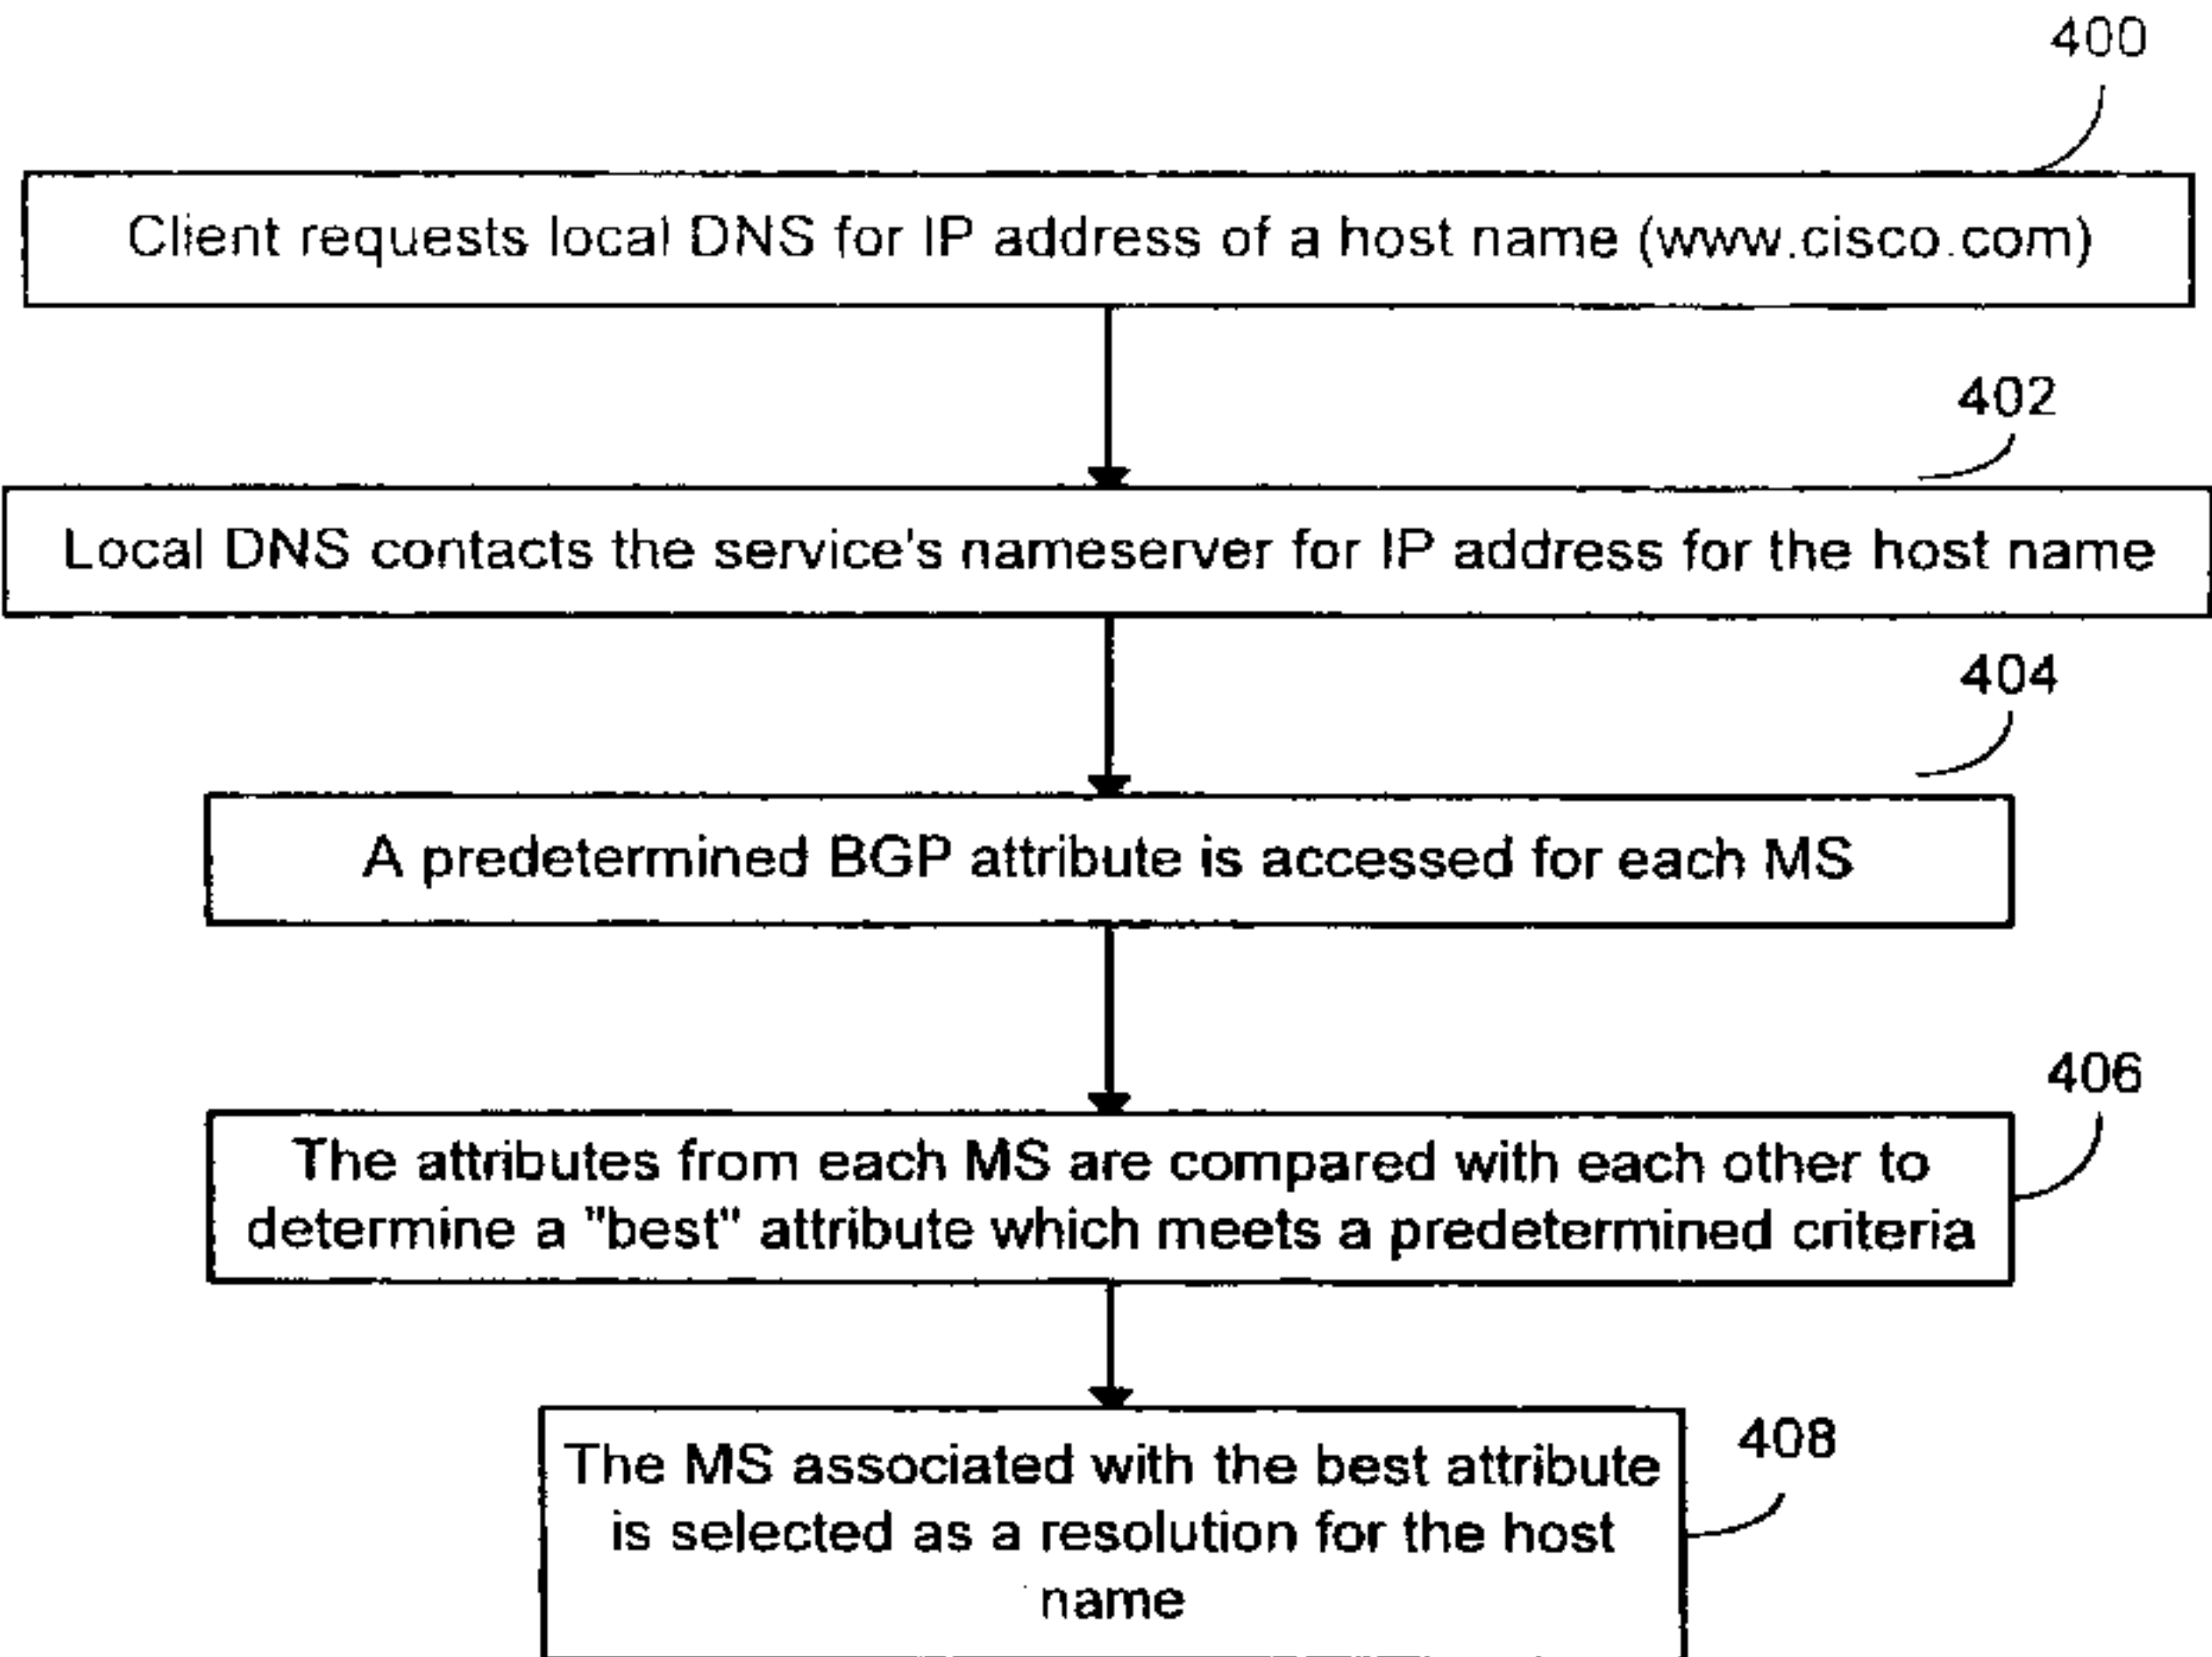 400
Client requests local DNS for IP address of a host name (www.cisco.com)
402
Local DNS contacts the service's nameserver for IP address for the host name
404
A predetermined BGP attribute is accessed for each MS
406
The attributes from each MS are compared with each other to
determine a "best" attribute which meets a predetermined criteria
408
The MS associated with the best attribute
is selected as a resolution for the host
name